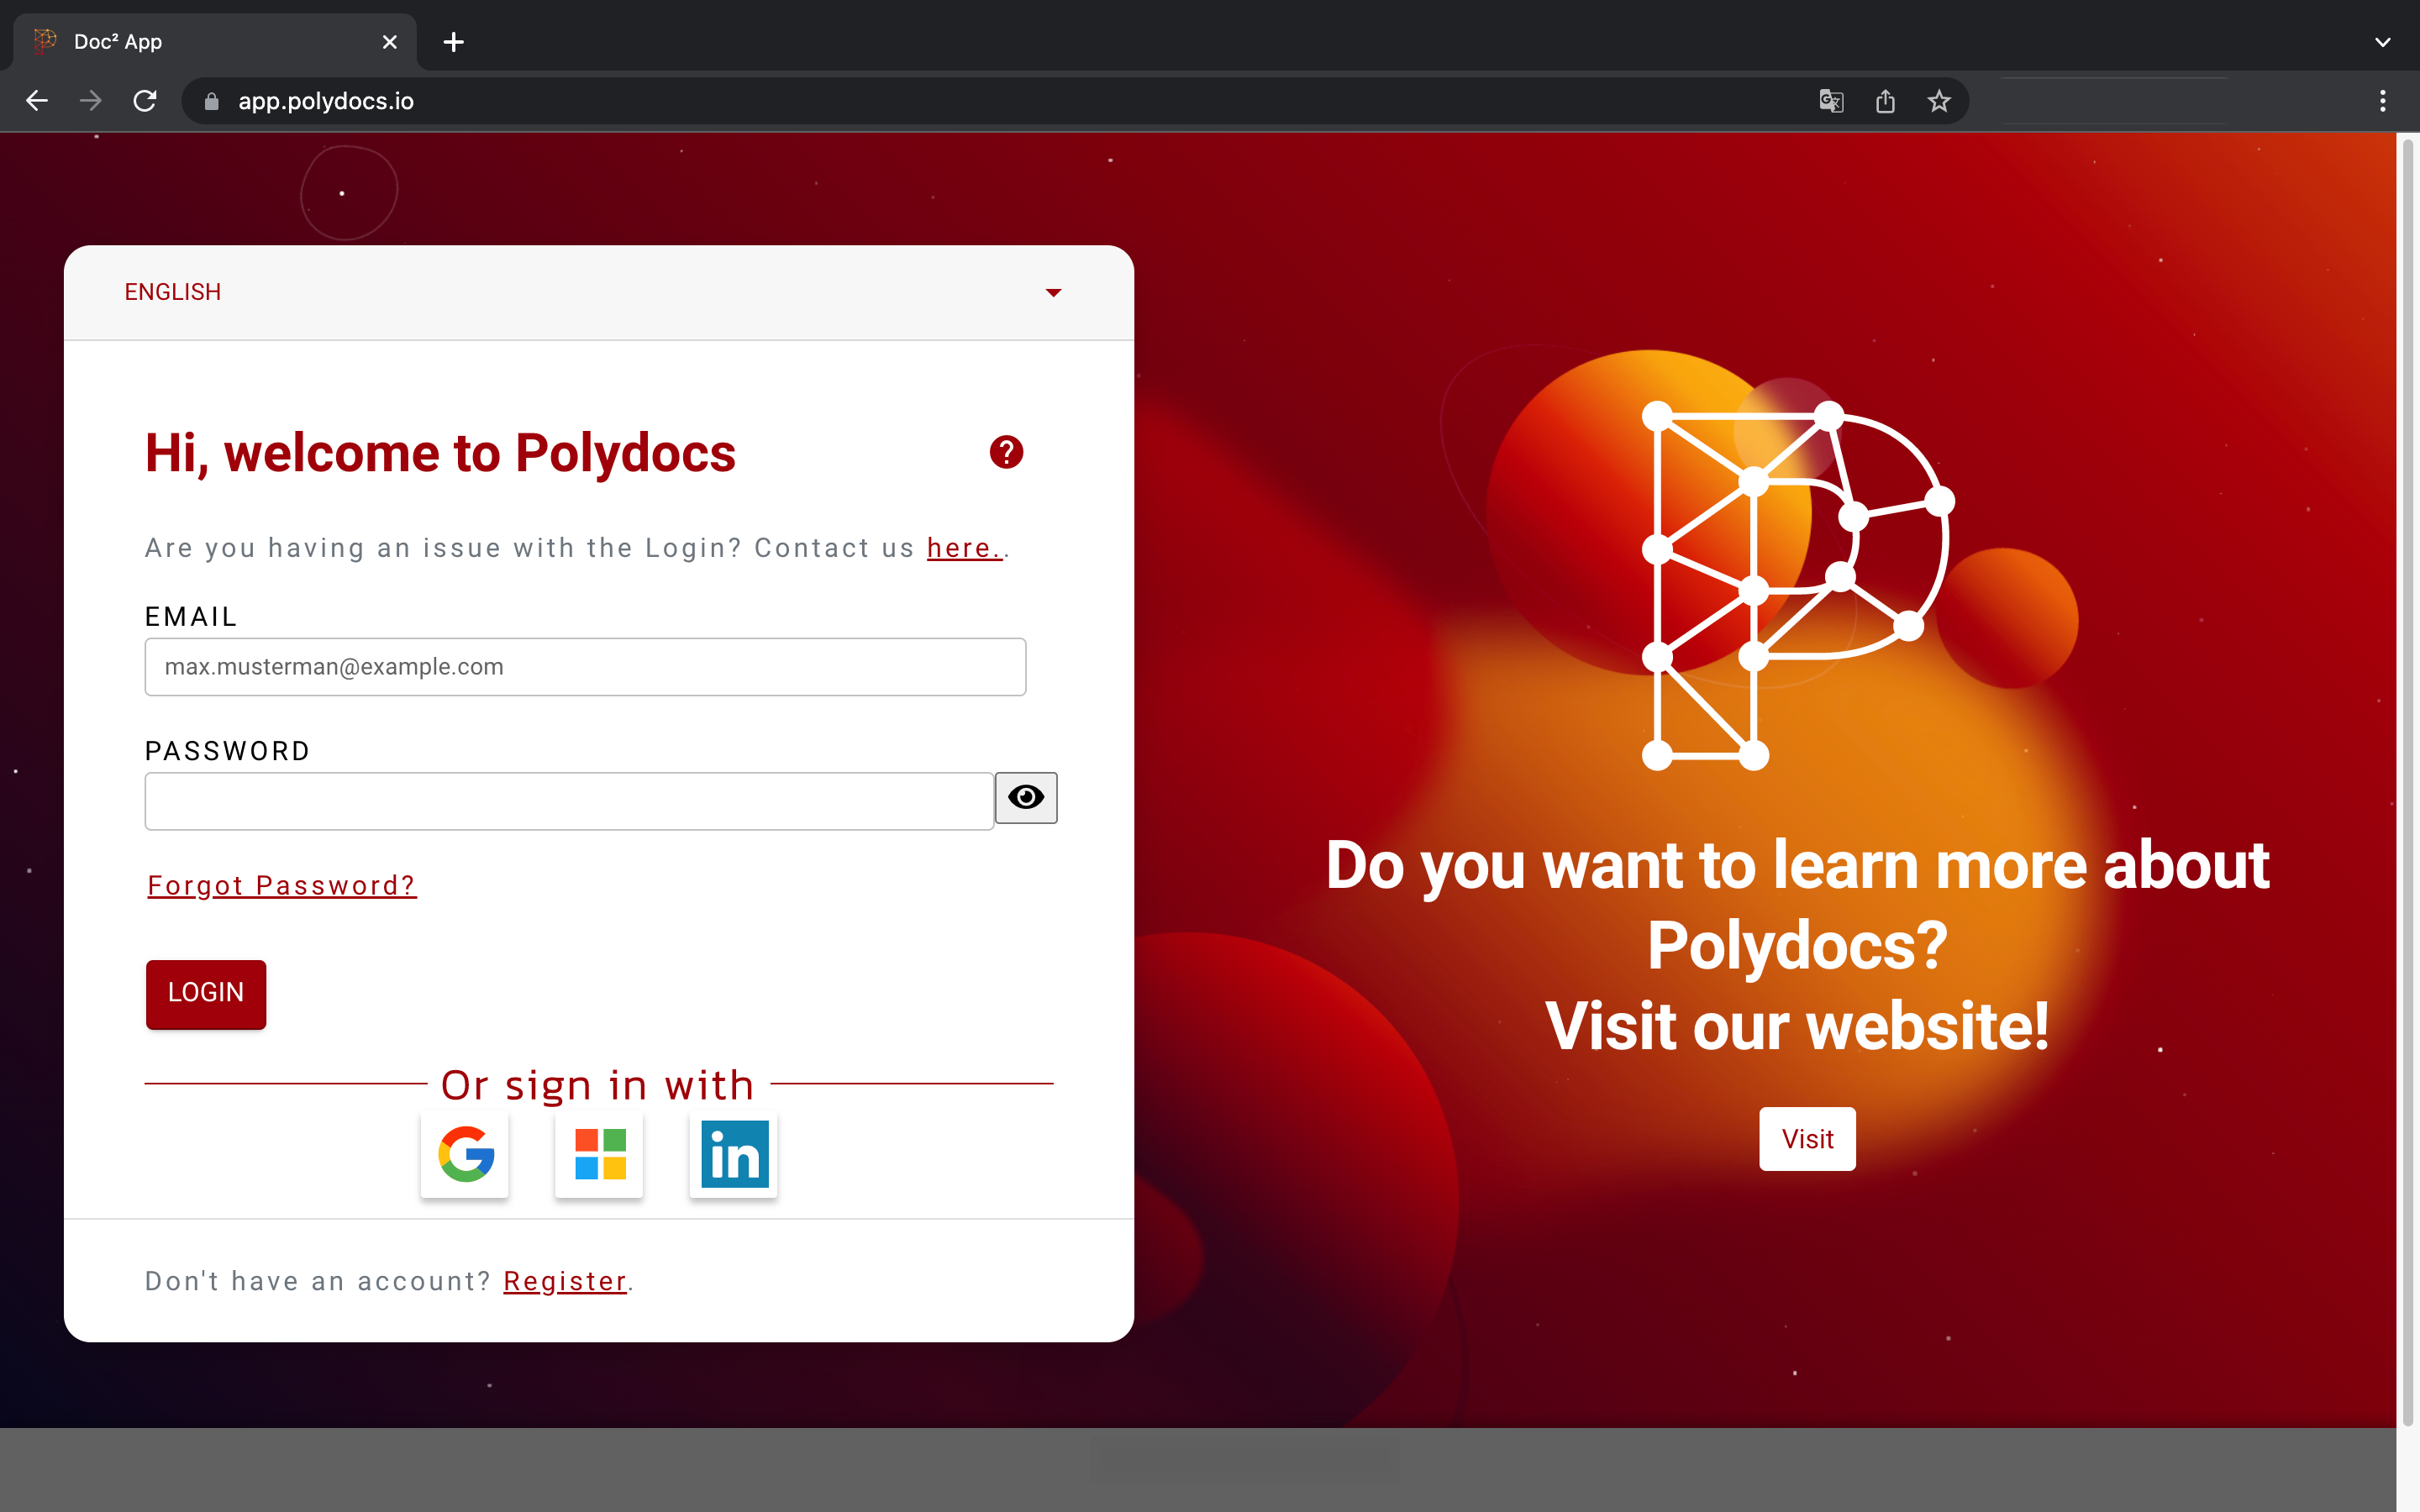 Doc² App
app.polydocs.io
ENGLISH
Hi, welcome to Polydocs
Are you having an issue with the Login? Contact us here..
EMAIL
max.musterman@example.com
PASSWORD
Forgot Password?
LOGIN
Or sign in with
Don't have an account? Register.
Do you want to learn more about
Polydocs?
Visit our website!
Visit